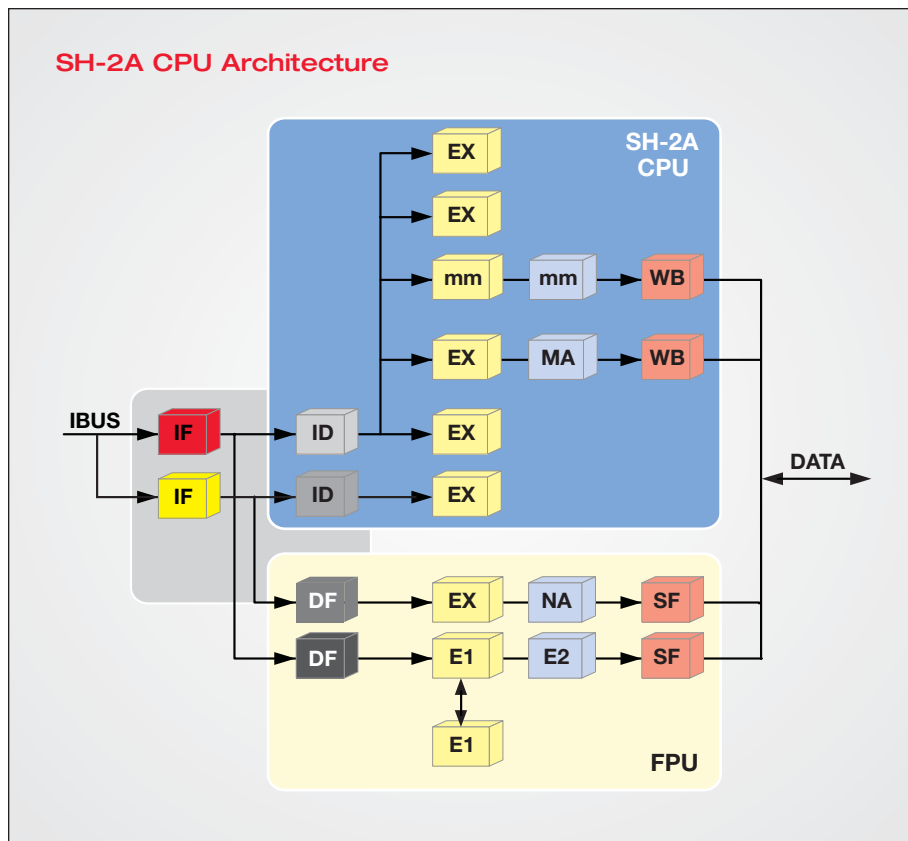 SH-2A CPU Architecture
SH-2A
CPU
EX
EX
mm mm WB
EX MA WB
IBUS IF ID EX
IF ID EX
DATA
DF EX NA SF
DF E1 E2 SF
E1
FPU